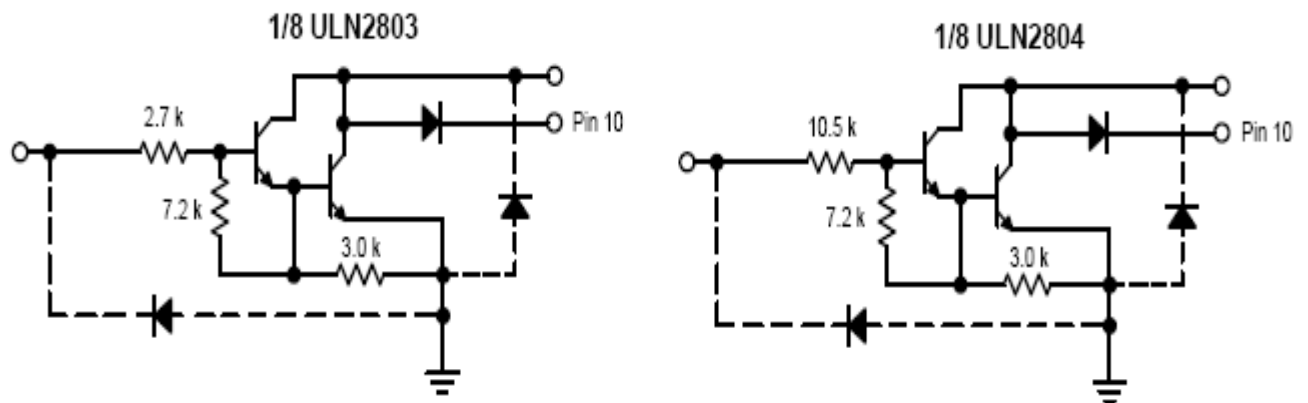 1/8 ULN2803
2.7 k
7.2 k
3.0 k
Pin 10
1/8 ULN2804
10.5 k
7.2 k
3.0 k
Pin 10